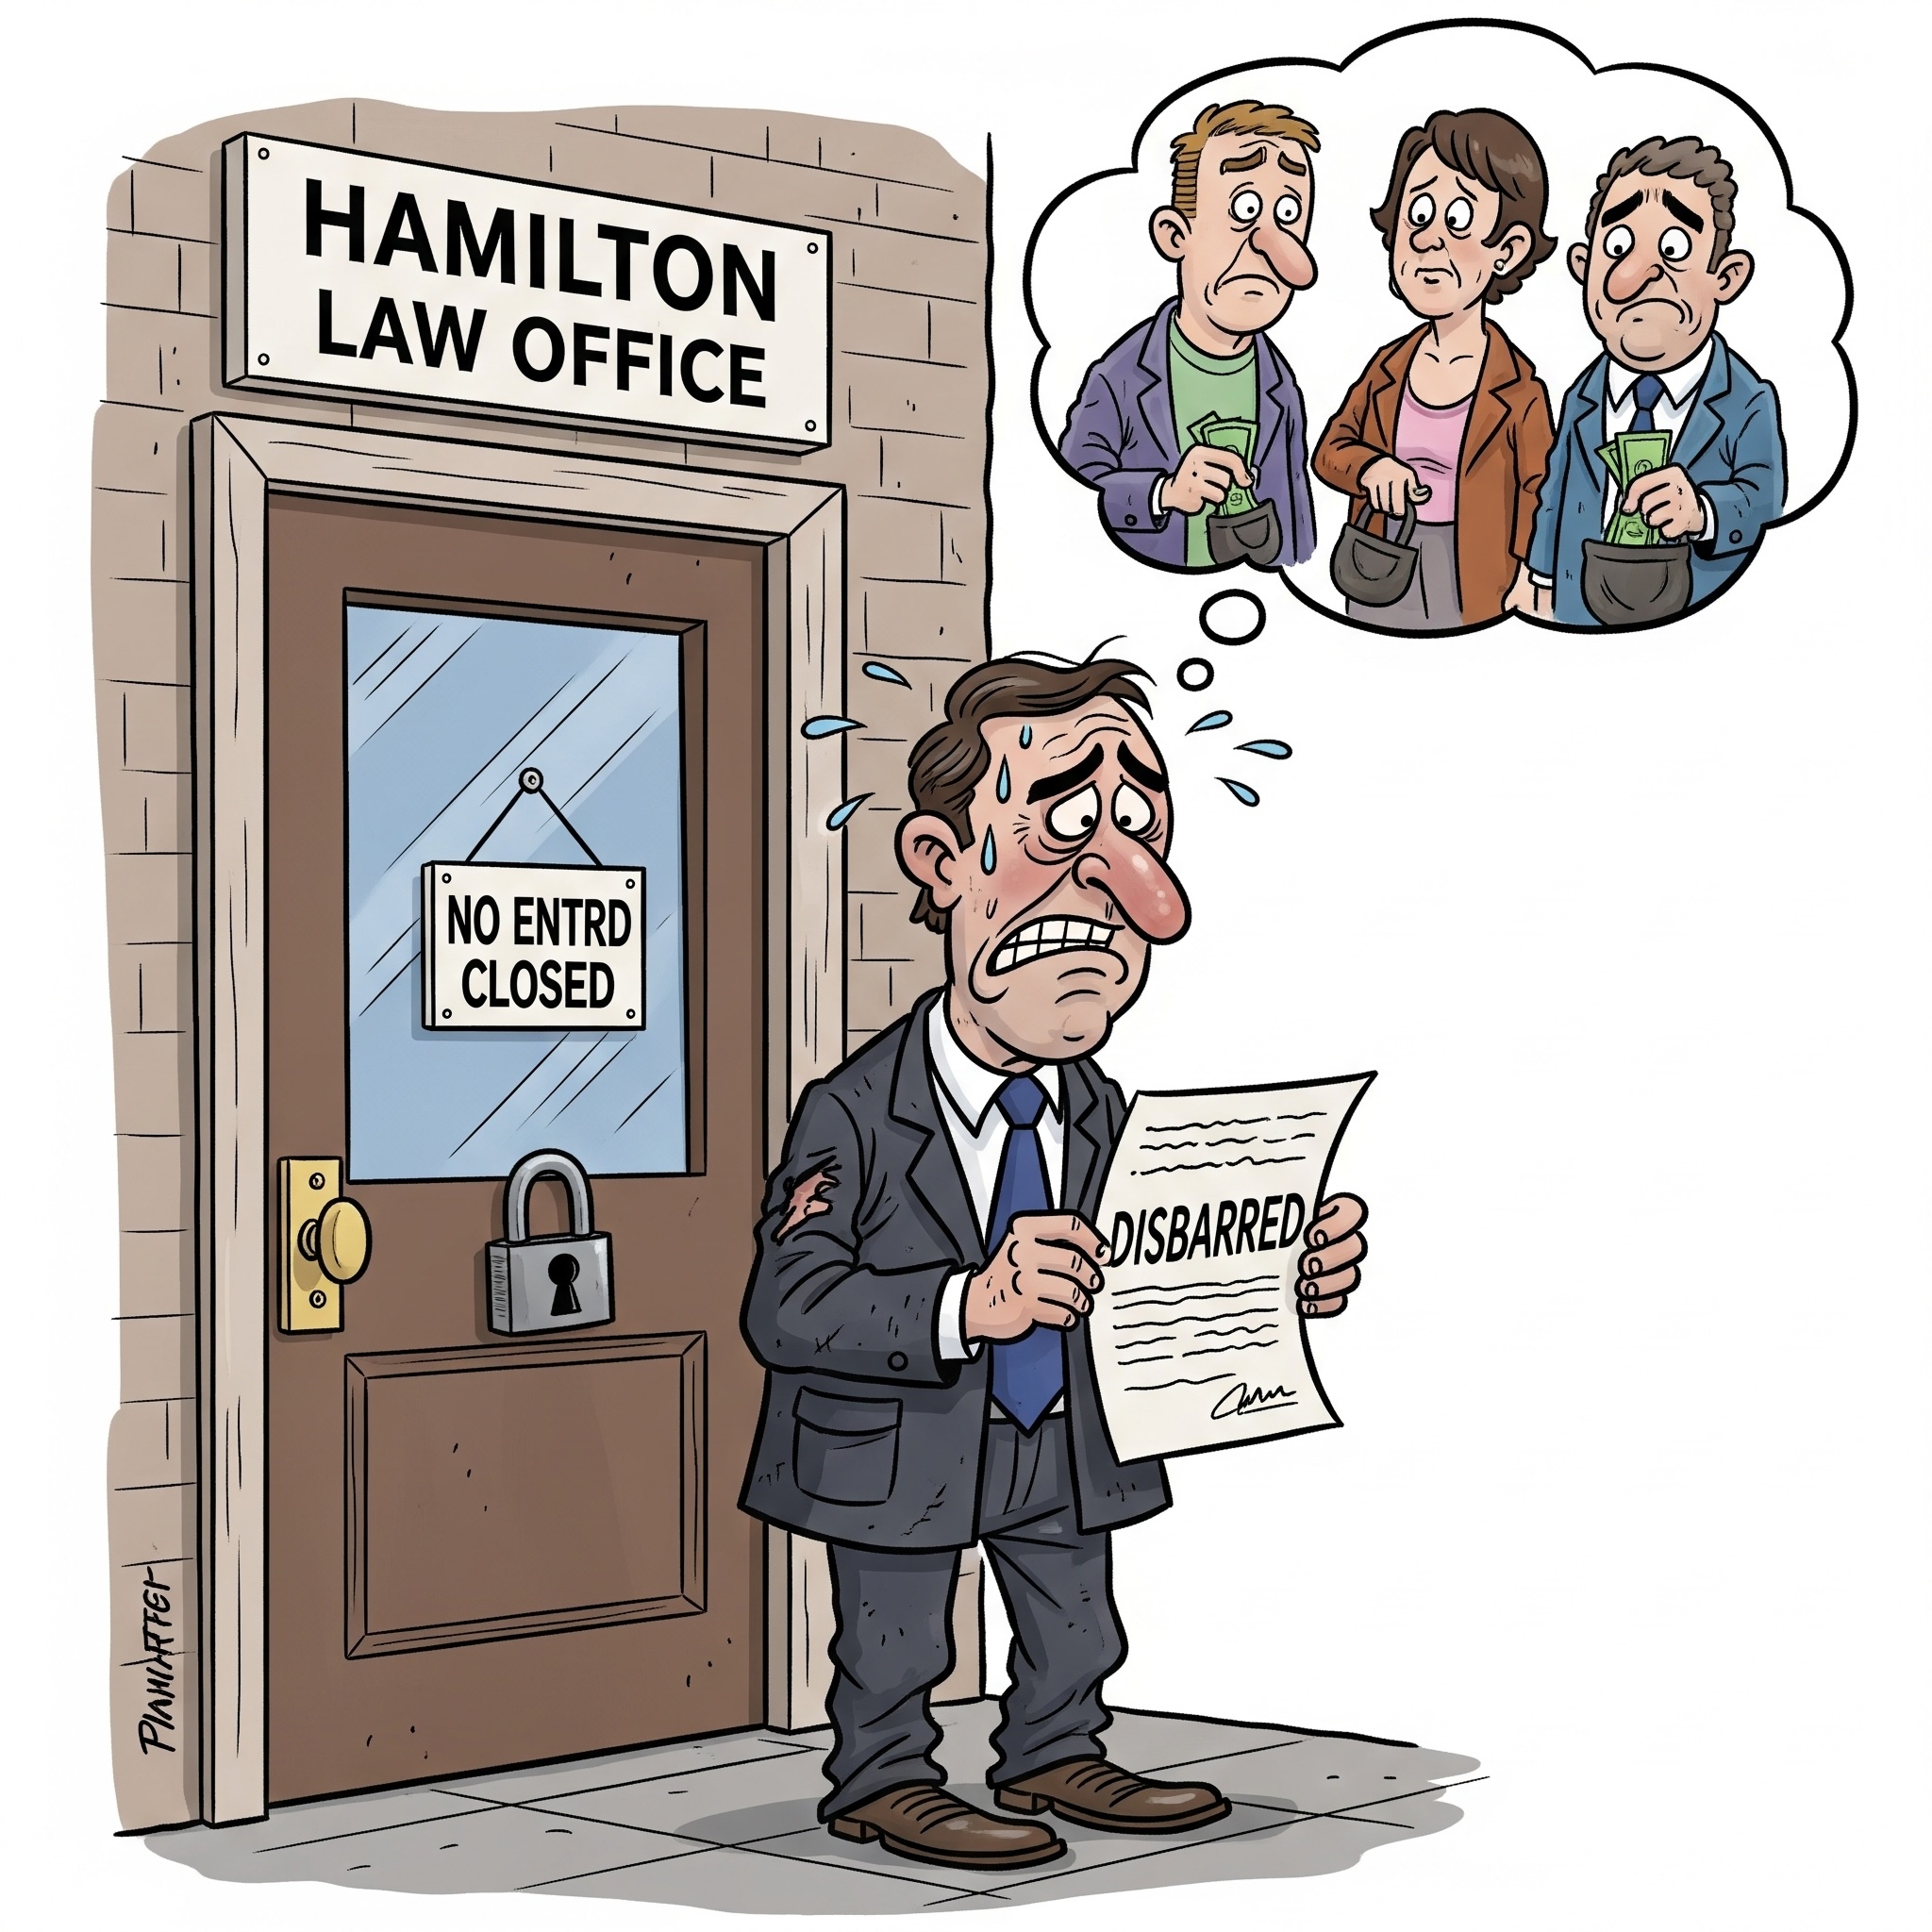 HAMILTON
LAW OFFICE
NO ENTRD
CLOSED
DISBARRED